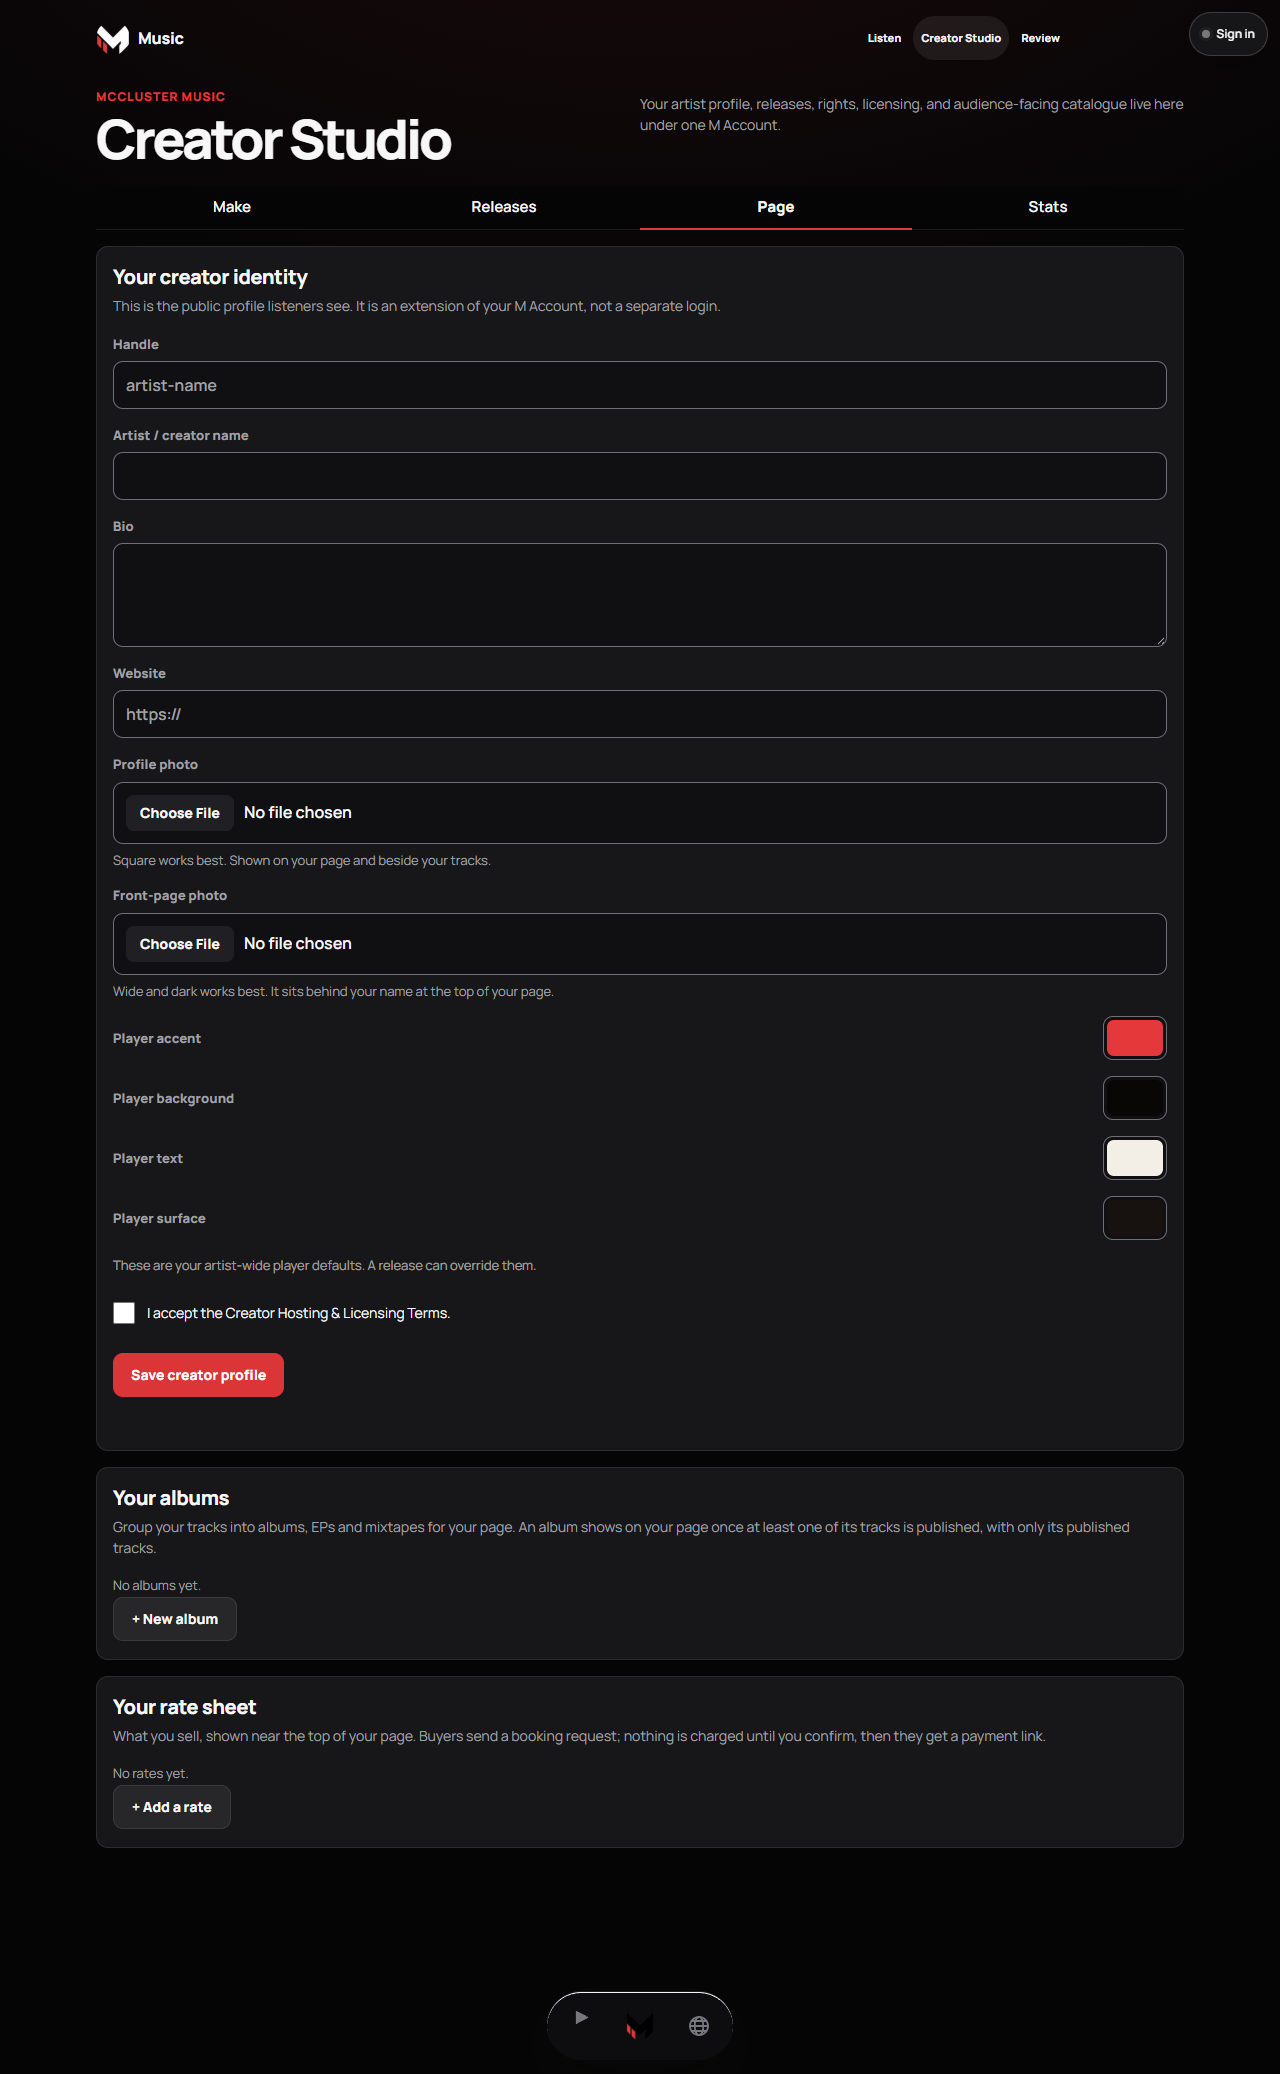 Music
Listen
Creator Studio
Review
Sign in
MCCLUSTER MUSIC
Creator Studio
Your artist profile, releases, rights, licensing, and audience-facing catalogue live here
under one M Account.
Make
Releases
Page
Stats
Your creator identity
This is the public profile listeners see. It is an extension of your M Account, not a separate login.
Handle
artist-name
Artist / creator name
Bio
Website
https://
Profile photo
Choose File No file chosen
Square works best. Shown on your page and beside your tracks.
Front-page photo
Choose File No file chosen
Wide and dark works best. It sits behind your name at the top of your page.
Player accent
Player background
Player text
Player surface
These are your artist-wide player defaults. A release can override them.
I accept the Creator Hosting & Licensing Terms.
Save creator profile
Your albums
Group your tracks into albums, EPs and mixtapes for your page. An album shows on your page once at least one of its tracks is published, with only its published
tracks.
No albums yet.
+ New album
Your rate sheet
What you sell, shown near the top of your page. Buyers send a booking request; nothing is charged until you confirm, then they get a payment link.
No rates yet.
+ Add a rate